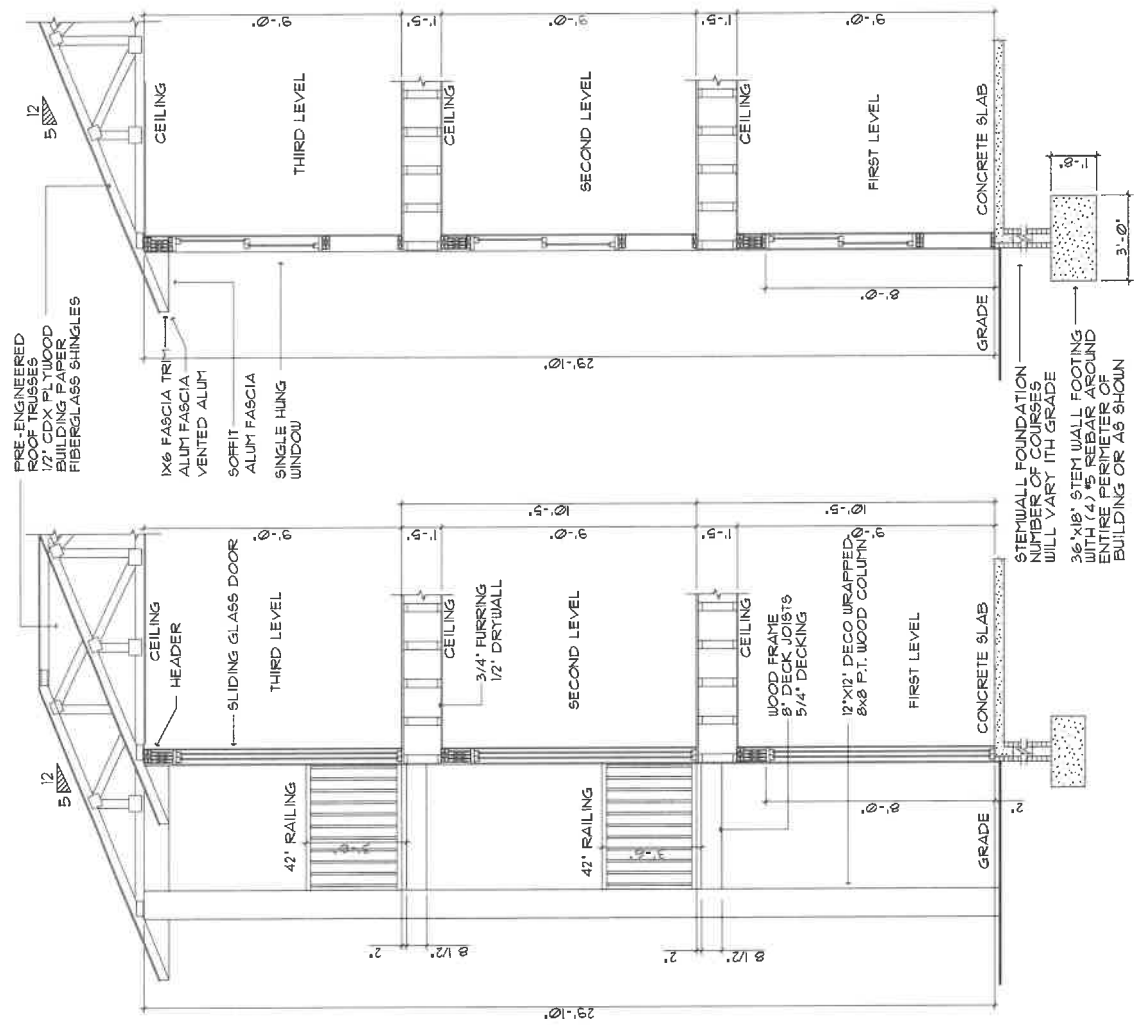 PRE-ENGINEERED
ROOF TRUSSES
1/2" CDX PLYWOOD
BUILDING PAPER
FIBERGLASS SHINGLES
12
5
CEILING
HEADER
SLIDING GLASS DOOR
THIRD LEVEL
42" RAILING
3'-6"
9'-0"
2"
8 1/2"
1'-5"
CEILING
3/4" FURRING
1/2" DRYWALL
SECOND LEVEL
42" RAILING
3'-6"
9'-0"
10'-5"
2"
8 1/2"
1'-5"
CEILING
WOOD FRAME
8" DECK JOISTS
5/4" DECKING
12"X12" DECO WRAPPED
8x8 P.T. WOOD COLUMN
FIRST LEVEL
8'-0"
9'-0"
10'-5"
29'-10"
GRADE
2"
CONCRETE SLAB
12
5
1X6 FASCIA TRIM
ALUM FASCIA
VENTED ALUM
SOFFIT
ALUM FASCIA
SINGLE HUNG
WINDOW
CEILING
THIRD LEVEL
9'-0"
1'-5"
CEILING
SECOND LEVEL
9'-0"
1'-5"
CEILING
FIRST LEVEL
8'-0"
9'-0"
29'-10"
GRADE
CONCRETE SLAB
STEMWALL FOUNDATION
NUMBER OF COURSES
WILL VARY ITH GRADE
36"x18" STEM WALL FOOTING
WITH (4) #5 REBAR AROUND
ENTIRE PERIMETER OF
BUILDING OR AS SHOWN
1'-8"
3'-0"